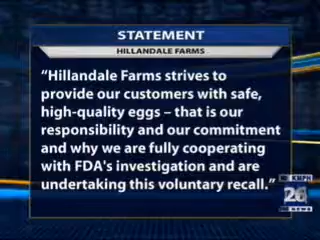 STATEMENT
HILLANDALE FARMS
“Hillandale Farms strives to
provide our customers with safe,
high-quality eggs – that is our
responsibility and our commitment
and why we are fully cooperating
with FDA's investigation and are
undertaking this voluntary recall.”
KMPH
26
NEWS